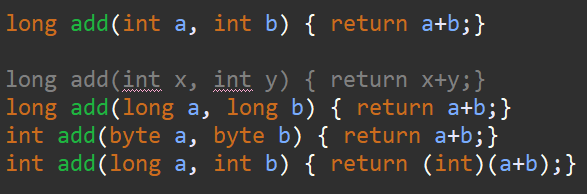 long add(int a, int b) { return a+b;}
long add(int x, int y) { return x+y;}
long add(long a, long b) { return a+b;}
int add(byte a, byte b) { return a+b;}
int add(long a, int b) { return (int)(a+b);}